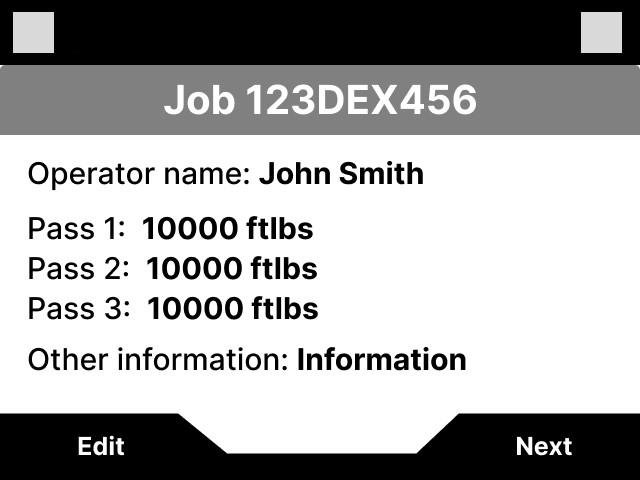 Job 123DEX456
Operator name: John Smith
Pass 1: 10000 ftlbs
Pass 2: 10000 ftlbs
Pass 3: 10000 ftlbs
Other information: Information
Edit
Next